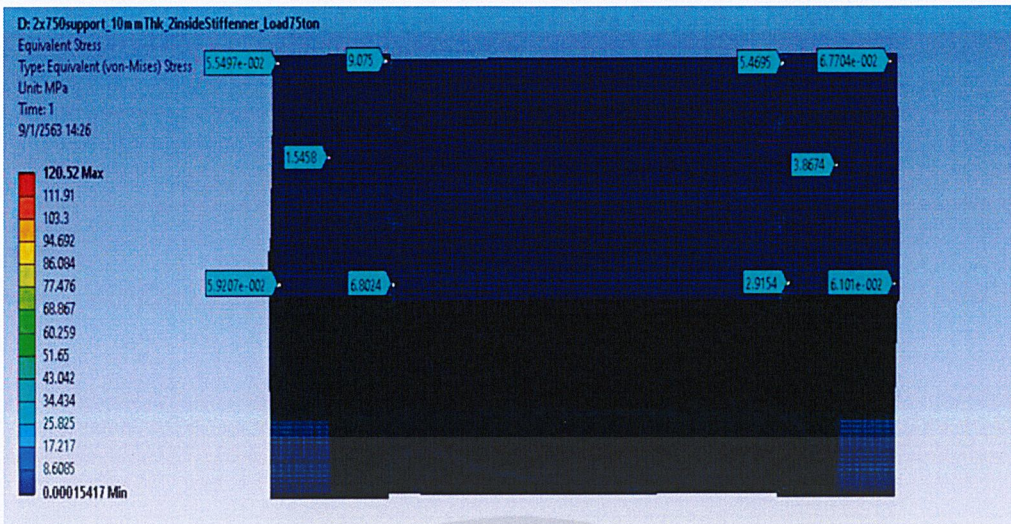 D: 2x750support_10mmThk_2insideStiffenner_Load75ton
Equivalent Stress
Type: Equivalent (von-Mises) Stress
Unit: MPa
Time: 1
9/1/2563 14:26
5.5497e-002
9.075
5.4695
6.7704e-002
1.5458
3.8674
5.9207e-002
6.8024
2.9154
6.101e-002
120.52 Max
111.91
103.3
94.692
86.084
77.476
68.867
60.259
51.65
43.042
34.434
25.825
17.217
8.6085
0.00015417 Min